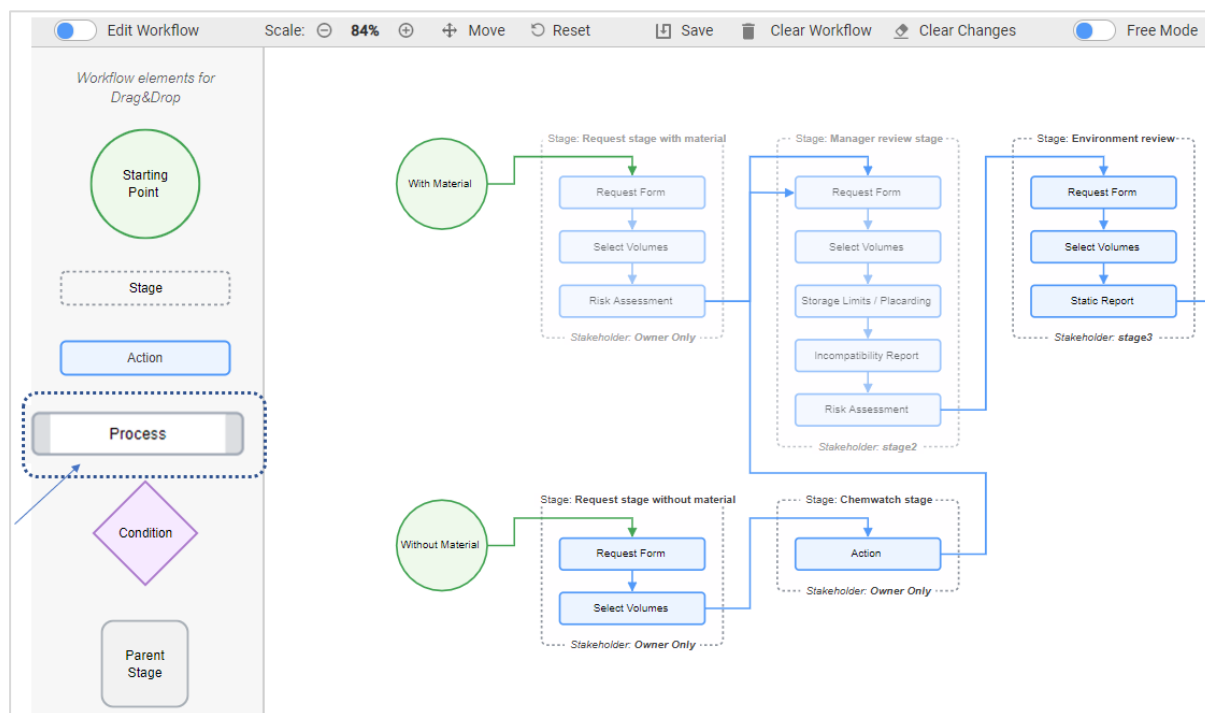 Edit Workflow
Scale: 84% Move Reset Save Clear Workflow Clear Changes Free Mode
Workflow elements for
Drag&Drop
Starting
Point
Stage
Action
Process
Condition
Parent
Stage
With Material
Stage: Request stage with material
Request Form
Select Volumes
Risk Assessment
Stakeholder: Owner Only
Stage: Manager review stage
Request Form
Select Volumes
Storage Limits / Placarding
Incompatibility Report
Risk Assessment
Stakeholder: stage2
Stage: Environment review
Request Form
Select Volumes
Static Report
Stakeholder: stage3
Without Material
Stage: Request stage without material
Request Form
Select Volumes
Stakeholder: Owner Only
Stage: Chemwatch stage
Action
Stakeholder: Owner Only